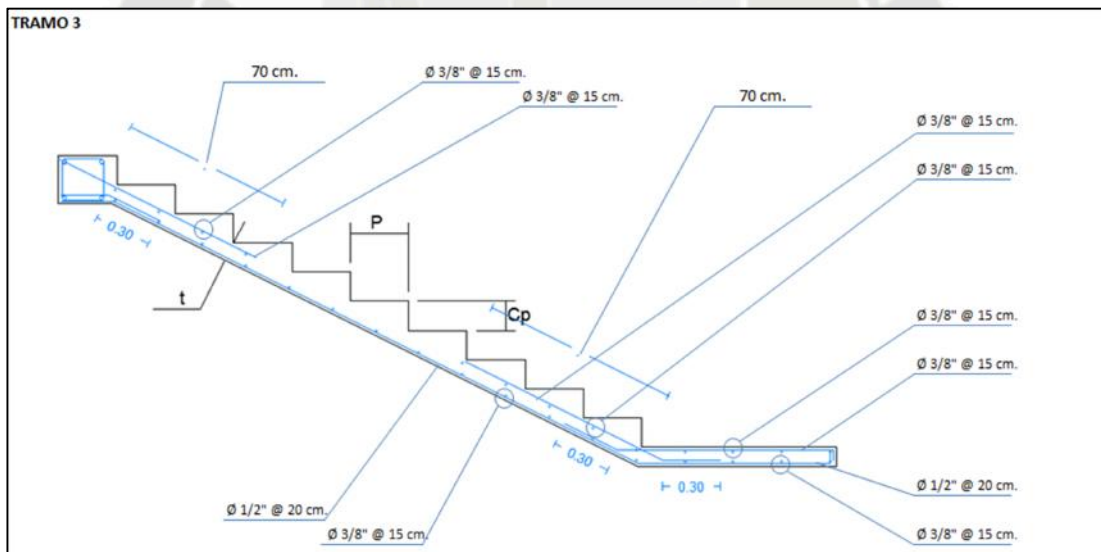 TRAMO 3
70 cm.
Ø 3/8" @ 15 cm.
Ø 3/8" @ 15 cm.
70 cm.
Ø 3/8" @ 15 cm.
Ø 3/8" @ 15 cm.
0.30
P
t
Cp
Ø 3/8" @ 15 cm.
Ø 3/8" @ 15 cm.
0.30
0.30
Ø 1/2" @ 20 cm.
Ø 1/2" @ 20 cm.
Ø 3/8" @ 15 cm.
Ø 3/8" @ 15 cm.